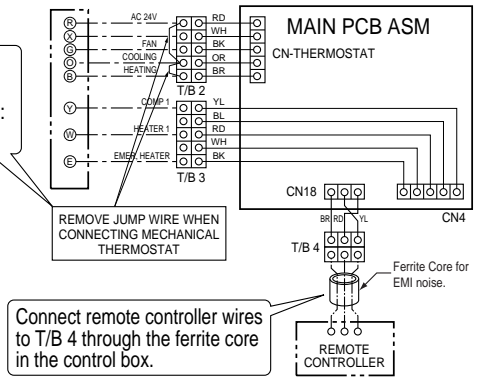 R
X
G
O
B
Y
W
E
AC 24V
FAN
COOLING
HEATING
COMP 1
HEATER 1
EMER. HEATER
RD
WH
BK
OR
BR
T/B 2
YL
BL
RD
WH
BK
T/B 3
MAIN PCB ASM
CN-THERMOSTAT
CN18
CN4
BR RD YL
T/B 4
:
REMOVE JUMP WIRE WHEN
CONNECTING MECHANICAL
THERMOSTAT
Ferrite Core for
EMI noise.
Connect remote controller wires
to T/B 4 through the ferrite core
in the control box.
REMOTE
CONTROLLER